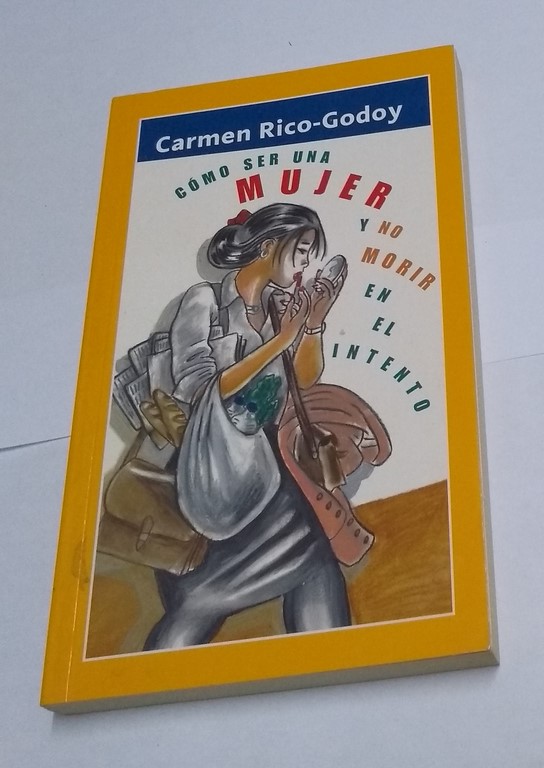 Carmen Rico-Godoy
CÓMO SER UNA
MUJER
Y NO
MORIR
EN
EL
INTENTO